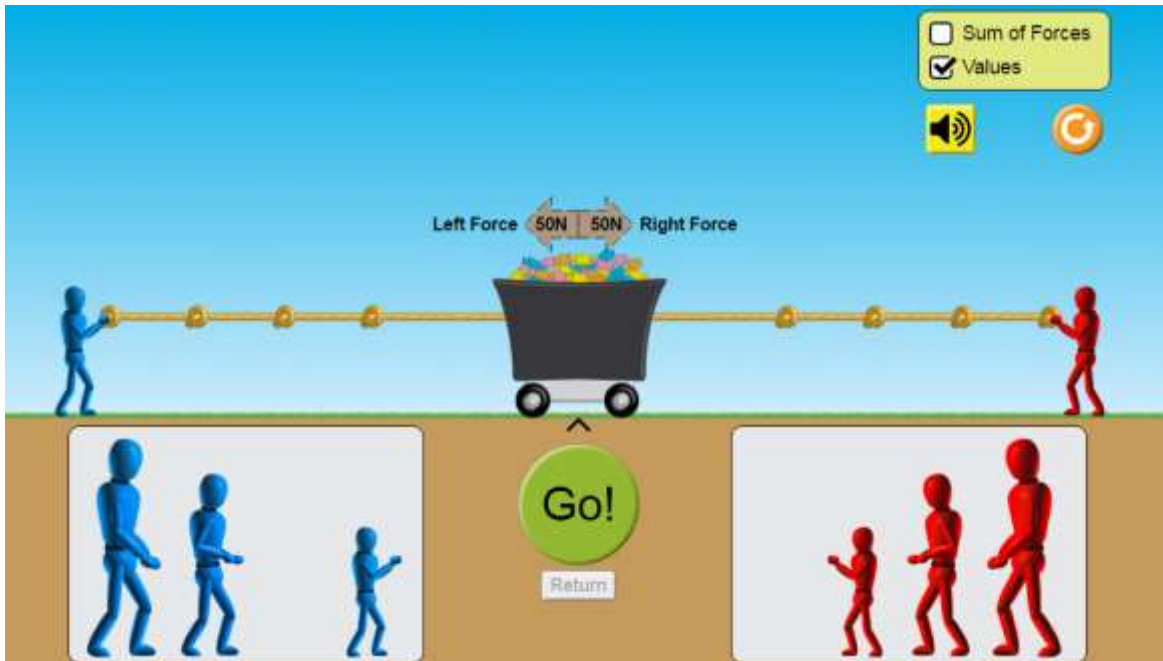 Sum of Forces
Values
Left Force 50N 50N Right Force
Go!
Return